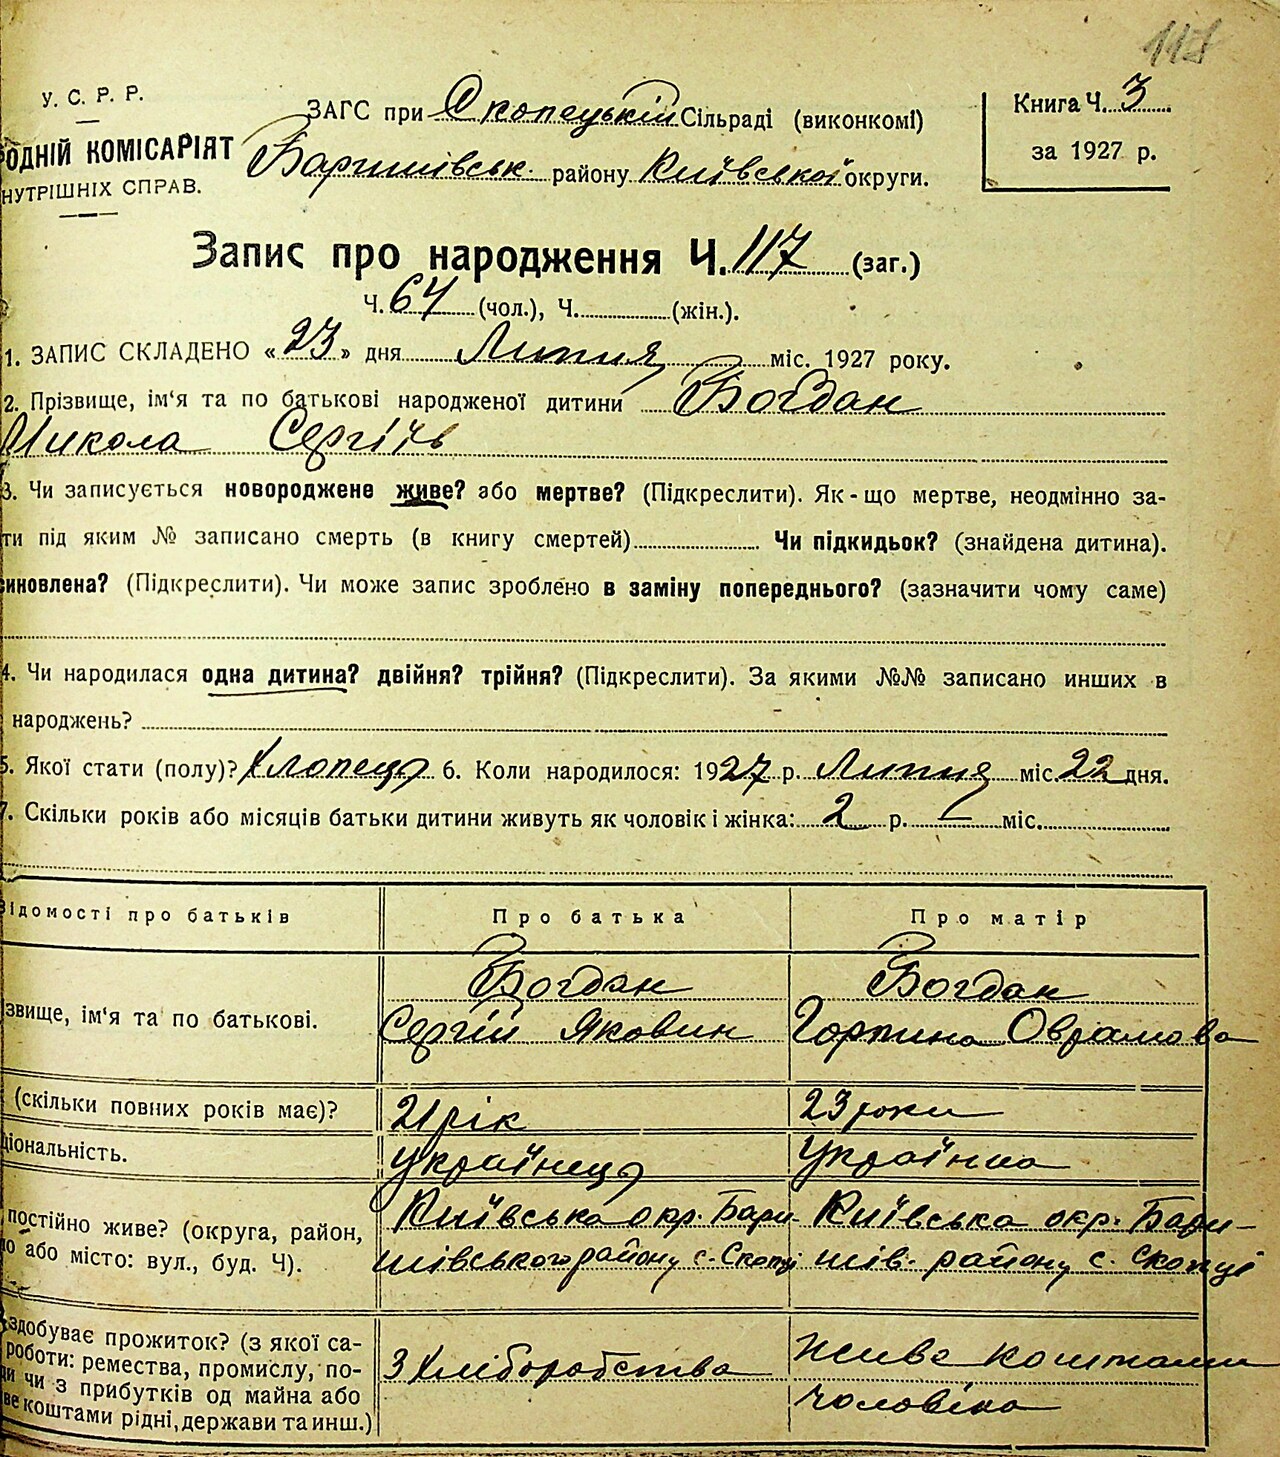 117
У. С. Р. Р.
ЗАГС при Скопецькій Сільраді (виконкомі)
Книга Ч. 3
ОДНІЙ КОМІСАРІЯТ
Баришівськ. району Київської округи.
за 1927 р.
НУТРІШНІХ СПРАВ.
Запис про народження Ч. 117 (заг.)
Ч. 64 (чол.), Ч. (жін.).
1. ЗАПИС СКЛАДЕНО «23» дня Липня міс. 1927 року.
2. Прізвище, ім'я та по батькові народженої дитини Богдан
Микола Сергіїв
3. Чи записується новороджене живе? або мертве? (Підкреслити). Як-що мертве, неодмінно за-
ти під яким № записано смерть (в книгу смертей) Чи підкидьок? (знайдена дитина).
иновлена? (Підкреслити). Чи може запис зроблено в заміну попереднього? (зазначити чому саме)
4. Чи народилася одна дитина? двійня? трійня? (Підкреслити). За якими №№ записано инших в
народжень?
5. Якої стати (полу)? Хлопець 6. Коли народилося: 1927 р. Липня міс. 22 дня.
7. Скільки років або місяців батьки дитини живуть як чоловік і жінка: 2 р. – міс.
ідомості про батьків
Про батька
Про матір
звище, ім'я та по батькові.
Богдан
Сергій Яковин
Богдан
Горпина Оврамова
(скільки повних років має)?
21 рік
23 роки
ціональність.
Українець
Українка
постійно живе? (округа, район,
о або місто: вул., буд. Ч).
Київська окр. Бари-
шівського району с. Скопці
Київська окр. Бари-
шів. району с. Скопці
здобуває прожиток? (з якої са-
роботи: ремества, промислу, по-
ди чи з прибутків од майна або
ве коштами рідні, держави та инш.)
З хліборобства
Живе коштами
чоловіка